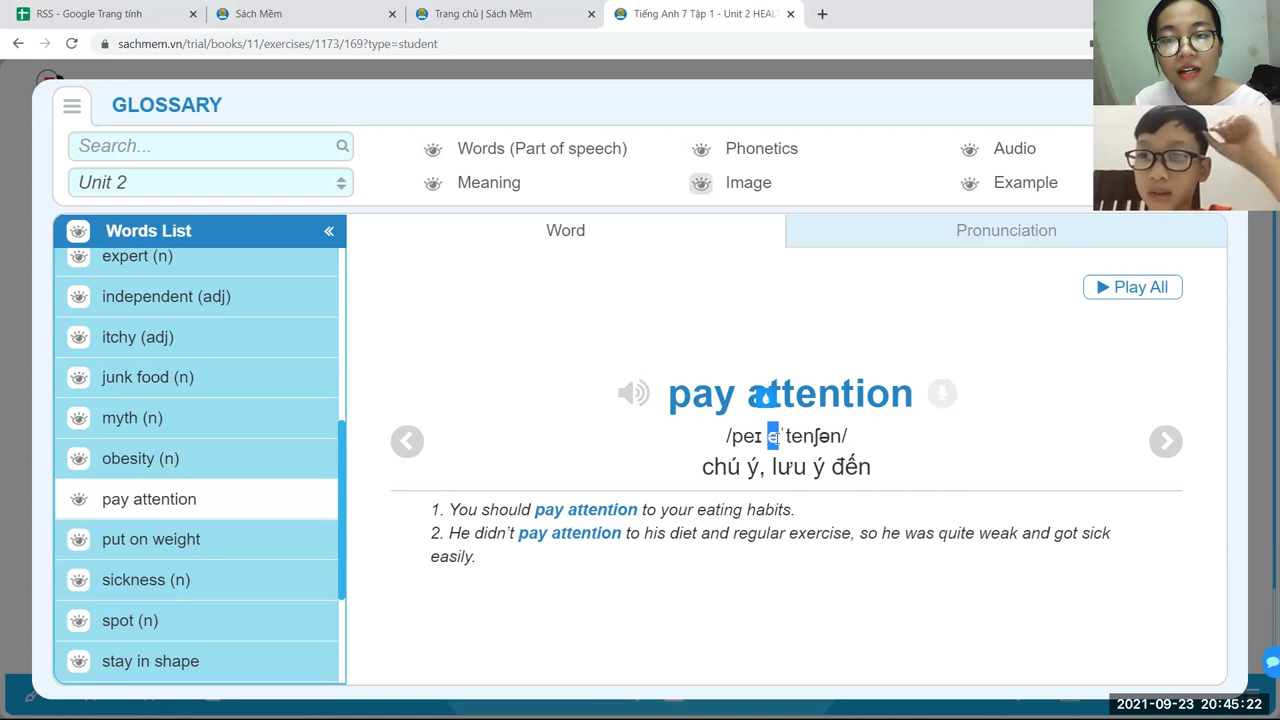 RSS - Google Trang tính
Sách Mềm
Trang chủ | Sách Mềm
Tiếng Anh 7 Tập 1 - Unit 2 HEAL
sachmem.vn/trial/books/11/exercises/1173/169?type=student
GLOSSARY
Search...
Unit 2
Words (Part of speech)
Phonetics
Audio
Meaning
Image
Example
Words List
expert (n)
independent (adj)
itchy (adj)
junk food (n)
myth (n)
obesity (n)
pay attention
put on weight
sickness (n)
spot (n)
stay in shape
Word
Pronunciation
Play All
pay attention
/peɪ əˈtenʃən/
chú ý, lưu ý đến
1. You should pay attention to your eating habits.
2. He didn’t pay attention to his diet and regular exercise, so he was quite weak and got sick
easily.
2021-09-23 20:45:22